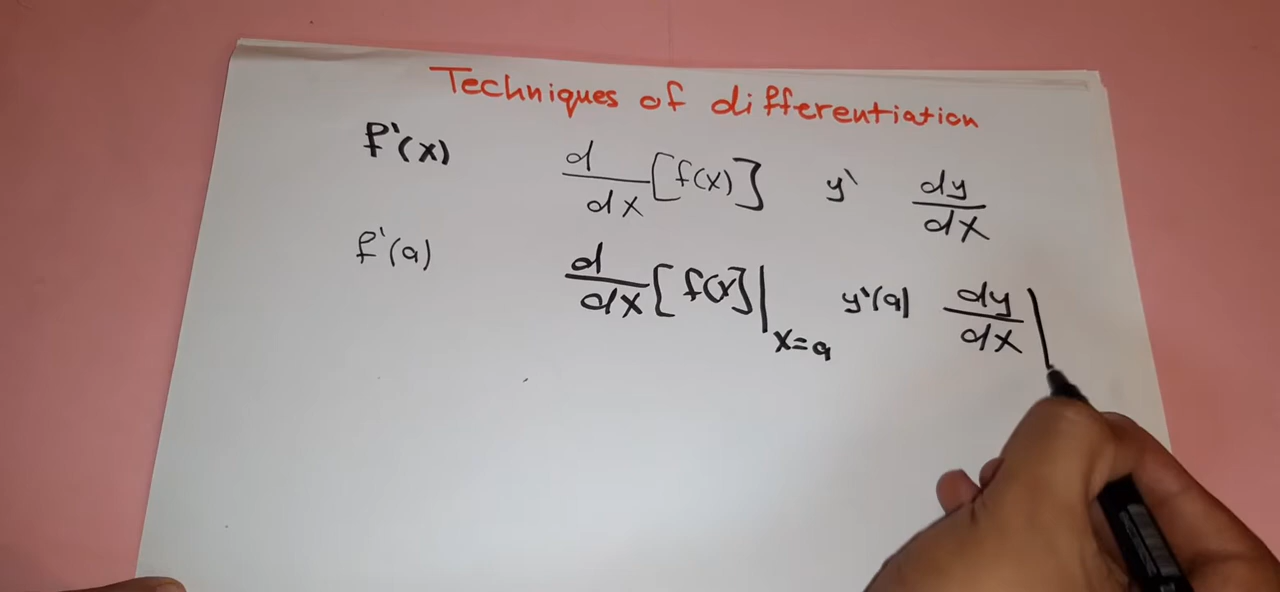 Techniques of differentiation
f'(x) d/dx [f(x)] y' dy/dx
f'(a) d/dx [f(x)]|x=a y'(a) dy/dx|